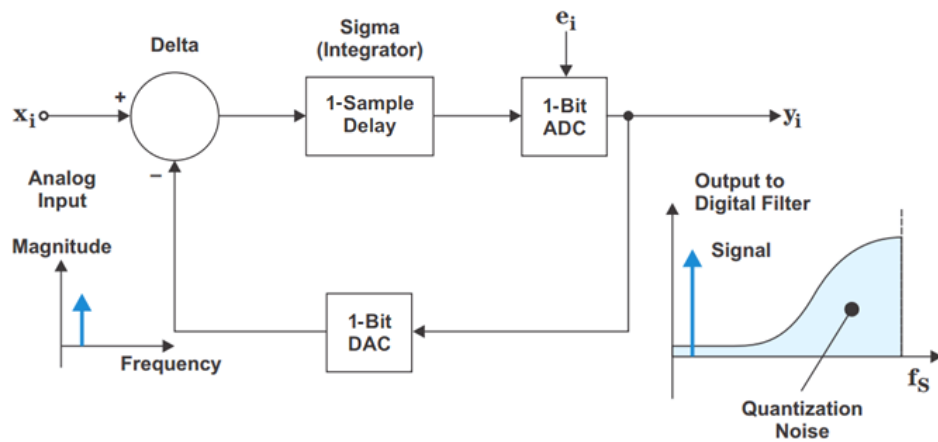 Delta
Sigma
(Integrator)
e_i
x_i
+
−
1-Sample
Delay
1-Bit
ADC
y_i
Analog
Input
Magnitude
Frequency
1-Bit
DAC
Output to
Digital Filter
Signal
f_S
Quantization
Noise